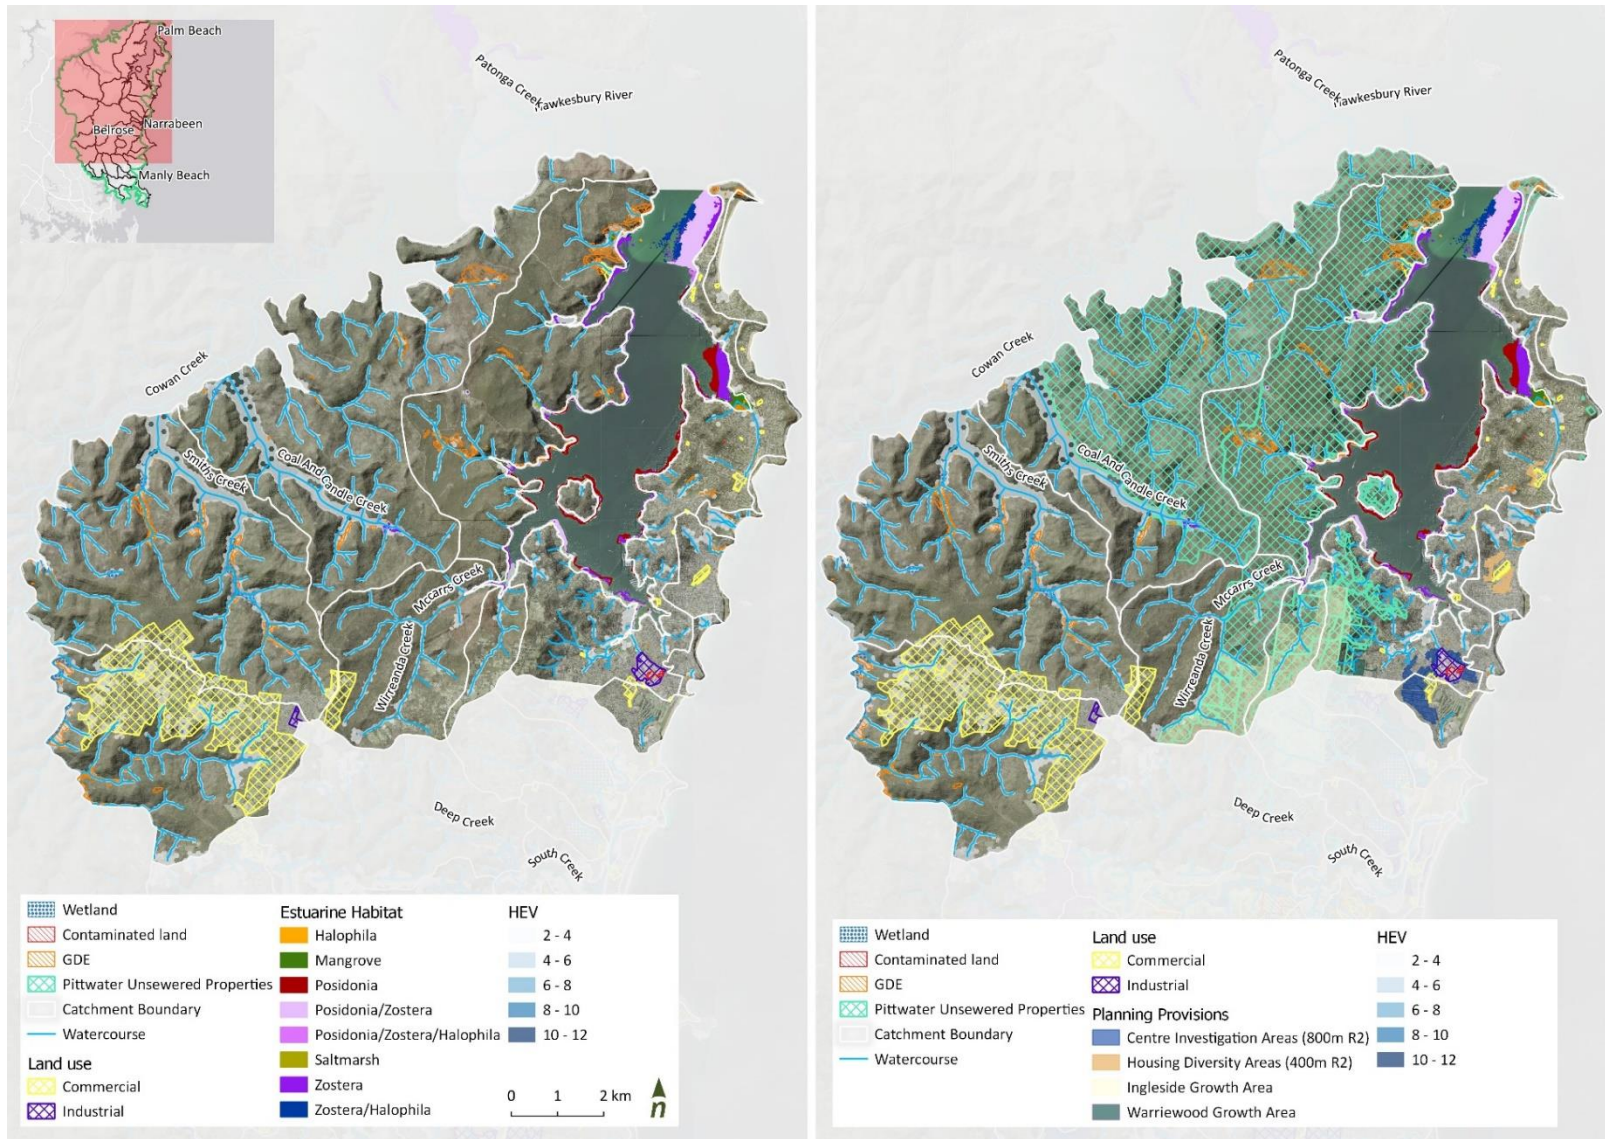 Palm Beach
Belrose
Narrabeen
Manly Beach
Patonga Creek
Hawkesbury River
Cowan Creek
Smiths Creek
Coal And Candle Creek
Mccarrs Creek
Wirreanda Creek
Deep Creek
South Creek
Wetland
Contaminated land
GDE
Pittwater Unsewered Properties
Catchment Boundary
Watercourse
Land use
Commercial
Industrial
Estuarine Habitat
Halophila
Mangrove
Posidonia
Posidonia/Zostera
Posidonia/Zostera/Halophila
Saltmarsh
Zostera
Zostera/Halophila
HEV
2 - 4
4 - 6
6 - 8
8 - 10
10 - 12
0 1 2 km
n
Patonga Creek
Hawkesbury River
Cowan Creek
Smiths Creek
Coal And Candle Creek
Mccarrs Creek
Wirreanda Creek
Deep Creek
South Creek
Wetland
Contaminated land
GDE
Pittwater Unsewered Properties
Catchment Boundary
Watercourse
Land use
Commercial
Industrial
Planning Provisions
Centre Investigation Areas (800m R2)
Housing Diversity Areas (400m R2)
Ingleside Growth Area
Warriewood Growth Area
HEV
2 - 4
4 - 6
6 - 8
8 - 10
10 - 12